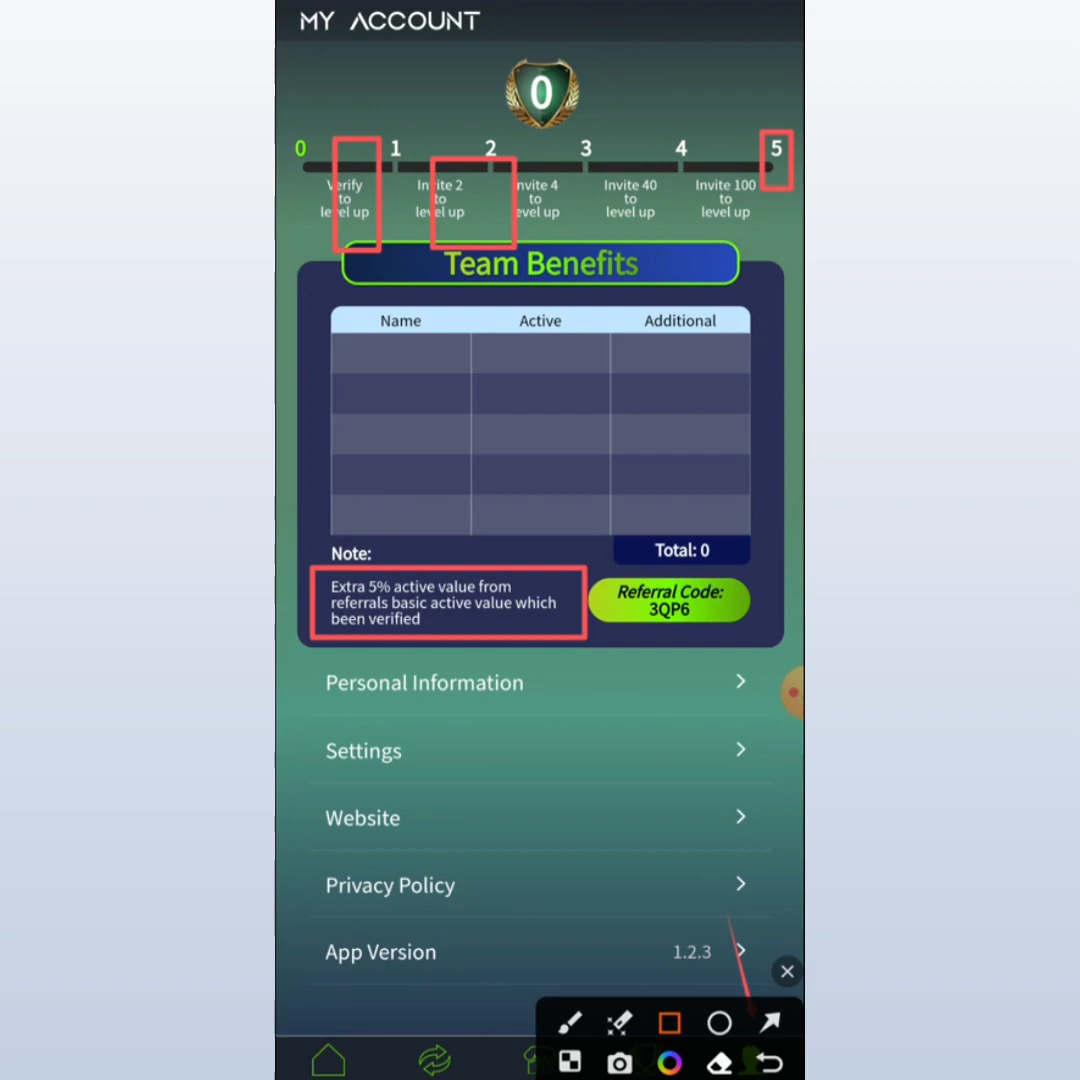 MY ACCOUNT
0
0 1 2 3 4 5
Verify Invite 2 Invite 4 Invite 40 Invite 100
to to to to to
level up level up level up level up level up
Team Benefits
Name Active Additional
Note: Total: 0
Extra 5% active value from
referrals basic active value which
been verified
Referral Code:
3QP6
Personal Information
Settings
Website
Privacy Policy
App Version 1.2.3